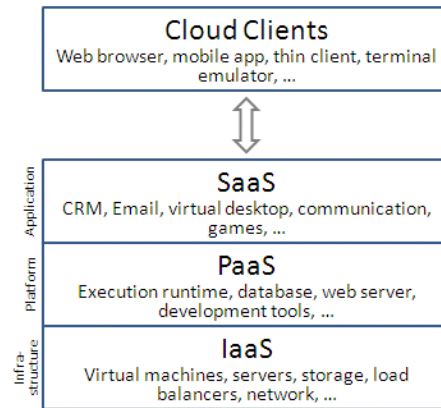 Cloud Clients
Web browser, mobile app, thin client, terminal
emulator, ...
Application
SaaS
CRM, Email, virtual desktop, communication,
games, ...
Platform
PaaS
Execution runtime, database, web server,
development tools, ...
Infra-
structure
IaaS
Virtual machines, servers, storage, load
balancers, network, ...